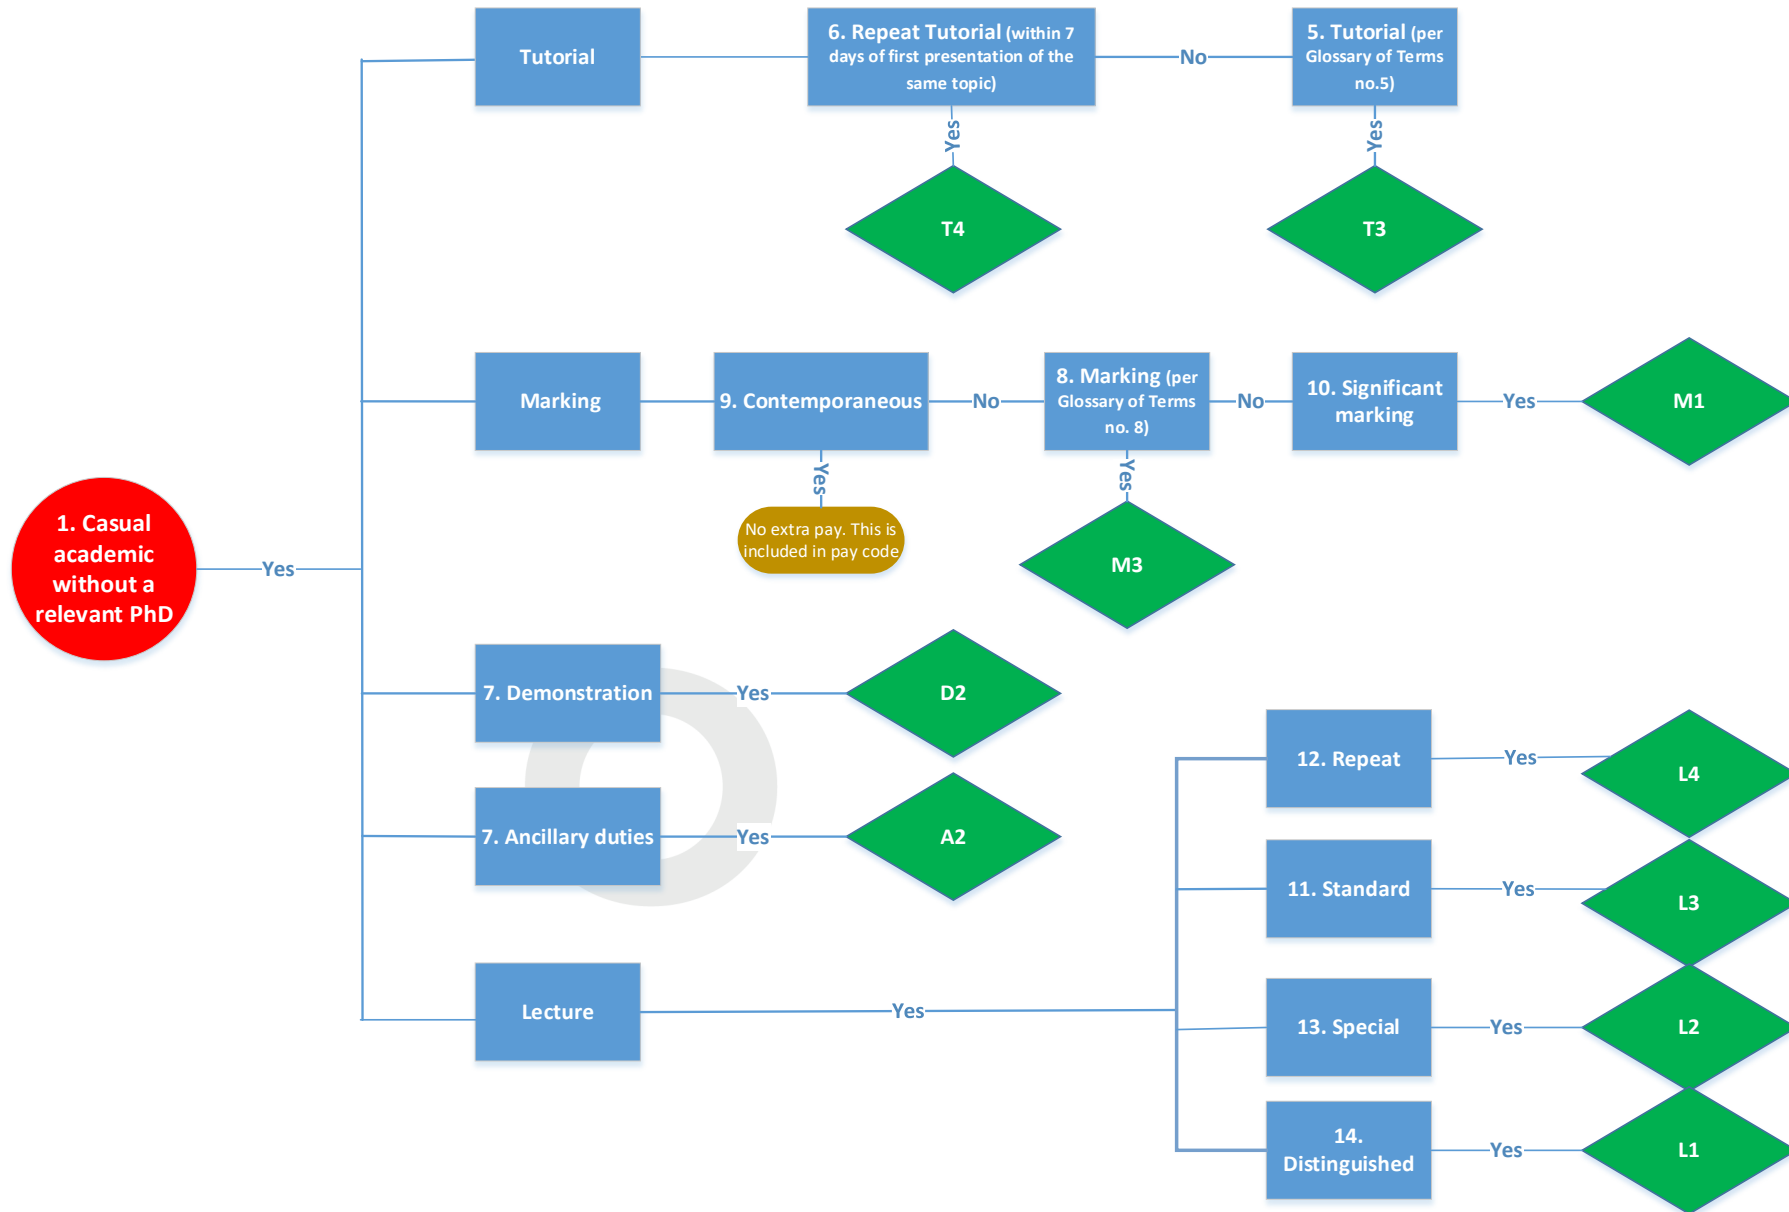 Tutorial
6. Repeat Tutorial (within 7
days of first presentation of the
same topic)
No
5. Tutorial (per
Glossary of Terms
no.5)
Yes
Yes
T4
T3
Marking
9. Contemporaneous
No
8. Marking (per
Glossary of Terms
no. 8)
No
10. Significant
marking
Yes
M1
Yes
Yes
No extra pay. This is
included in pay code
M3
1. Casual
academic
without a
relevant PhD
Yes
7. Demonstration
Yes
D2
7. Ancillary duties
Yes
A2
Lecture
Yes
12. Repeat
Yes
L4
11. Standard
Yes
L3
13. Special
Yes
L2
14.
Distinguished
Yes
L1